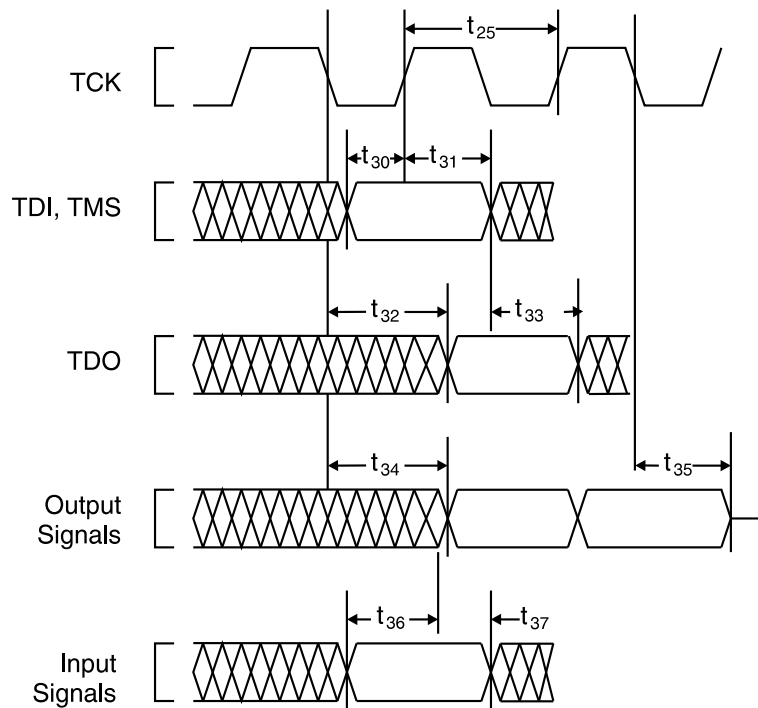 t25
TCK
t30 t31
TDI, TMS
t32 t33
TDO
t34 t35
Output
Signals
t36 t37
Input
Signals